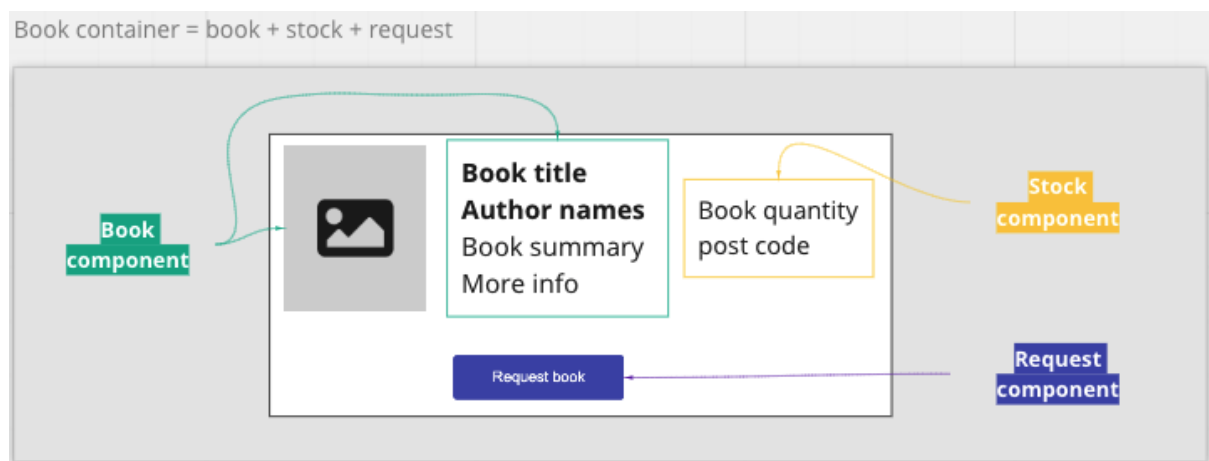 Book container = book + stock + request
Book
component
Book title
Author names
Book summary
More info
Book quantity
post code
Stock
component
Request book
Request
component